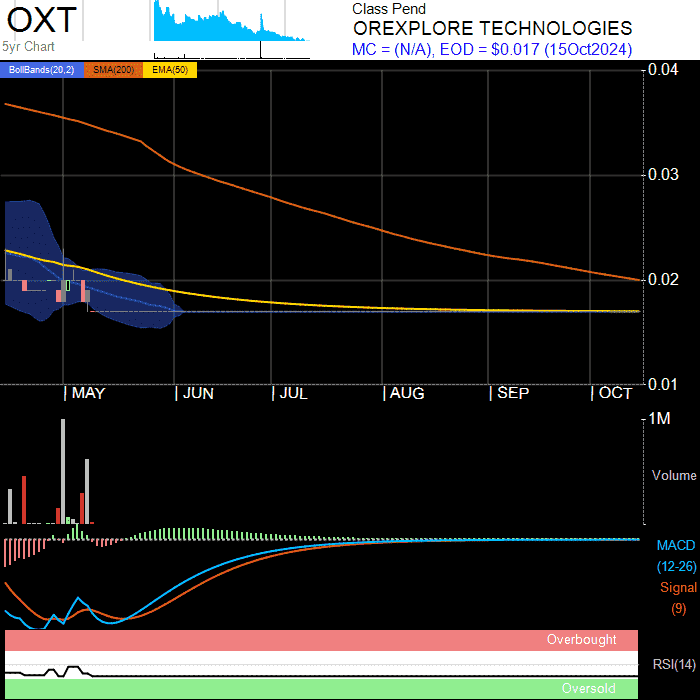 OXT
5yr Chart
Class Pend
OREXPLORE TECHNOLOGIES
MC = (N/A), EOD = $0.017 (15Oct2024)
BollBands(20,2) SMA(200) EMA(50)
0.04
0.03
0.02
0.01
MAY JUN JUL AUG SEP OCT
1M
Volume
MACD
(12-26)
Signal
(9)
Overbought
RSI(14)
Oversold